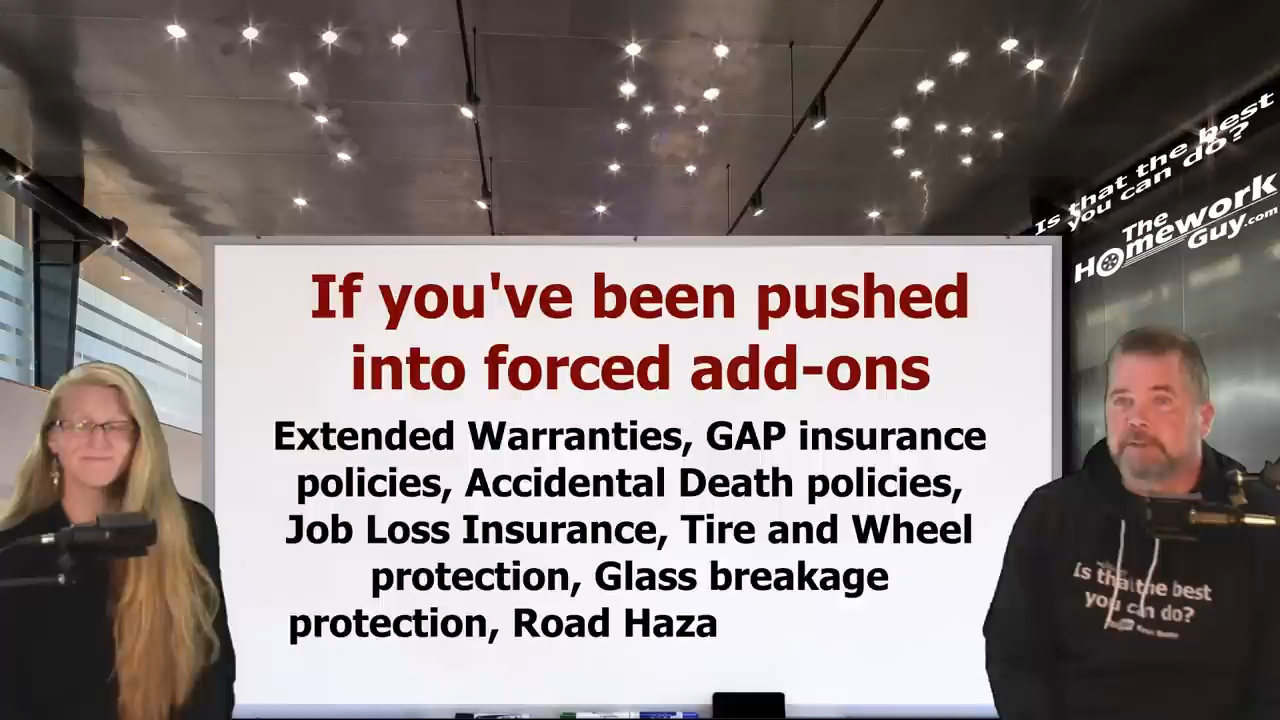 Is that the best
you can do?
The
Homework
Guy.com
If you've been pushed
into forced add-ons
Extended Warranties, GAP insurance
policies, Accidental Death policies,
Job Loss Insurance, Tire and Wheel
protection, Glass breakage
protection, Road Haza
Is that the best
you can do?